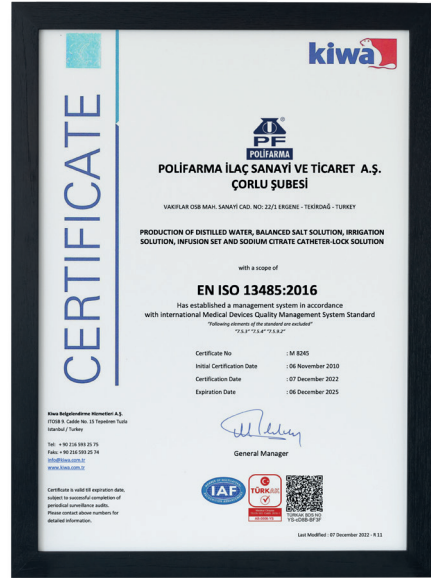 kiwa
CERTIFICATE
PF
POLİFARMA
POLİFARMA İLAÇ SANAYİ VE TİCARET A.Ş.
ÇORLU ŞUBESİ
VAKIFLAR OSB MAH. SANAYİ CAD. NO: 22/1 ERGENE - TEKİRDAĞ - TURKEY
PRODUCTION OF DISTILLED WATER, BALANCED SALT SOLUTION, IRRIGATION
SOLUTION, INFUSION SET AND SODIUM CITRATE CATHETER-LOCK SOLUTION
with a scope of
EN ISO 13485:2016
Has established a management system in accordance
with international Medical Devices Quality Management System Standard
"Following elements of the standard are excluded"
"7.5.3" "7.5.4" "7.5.9.2"
Certificate No : M 8245
Initial Certification Date : 06 November 2010
Certification Date : 07 December 2022
Expiration Date : 06 December 2025
General Manager
Kiwa Belgelendirme Hizmetleri A.Ş.
ITOSB 9. Cadde No. 15 Tepeören Tuzla
Istanbul / Turkey
Tel: + 90 216 593 25 75
Faks: + 90 216 593 25 74
info@kiwa.com.tr
www.kiwa.com.tr
Certificate is valid till expiration date,
subject to successful completion of
periodical surveillance audits.
Please contact above numbers for
detailed information.
IAF
TÜRKAK
TÜRKAK BDS NO
YS-cD9B-BF3F
Last Modified : 07 December 2022 - R 11